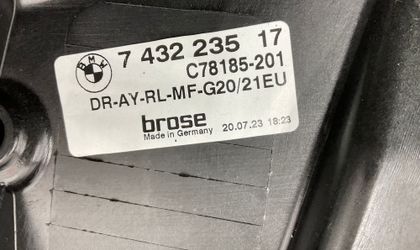 BMW
7 432 235 17
C78185-201
DR-AY-RL-MF-G20/21EU
brose
Made in Germany 20.07.23 18:23